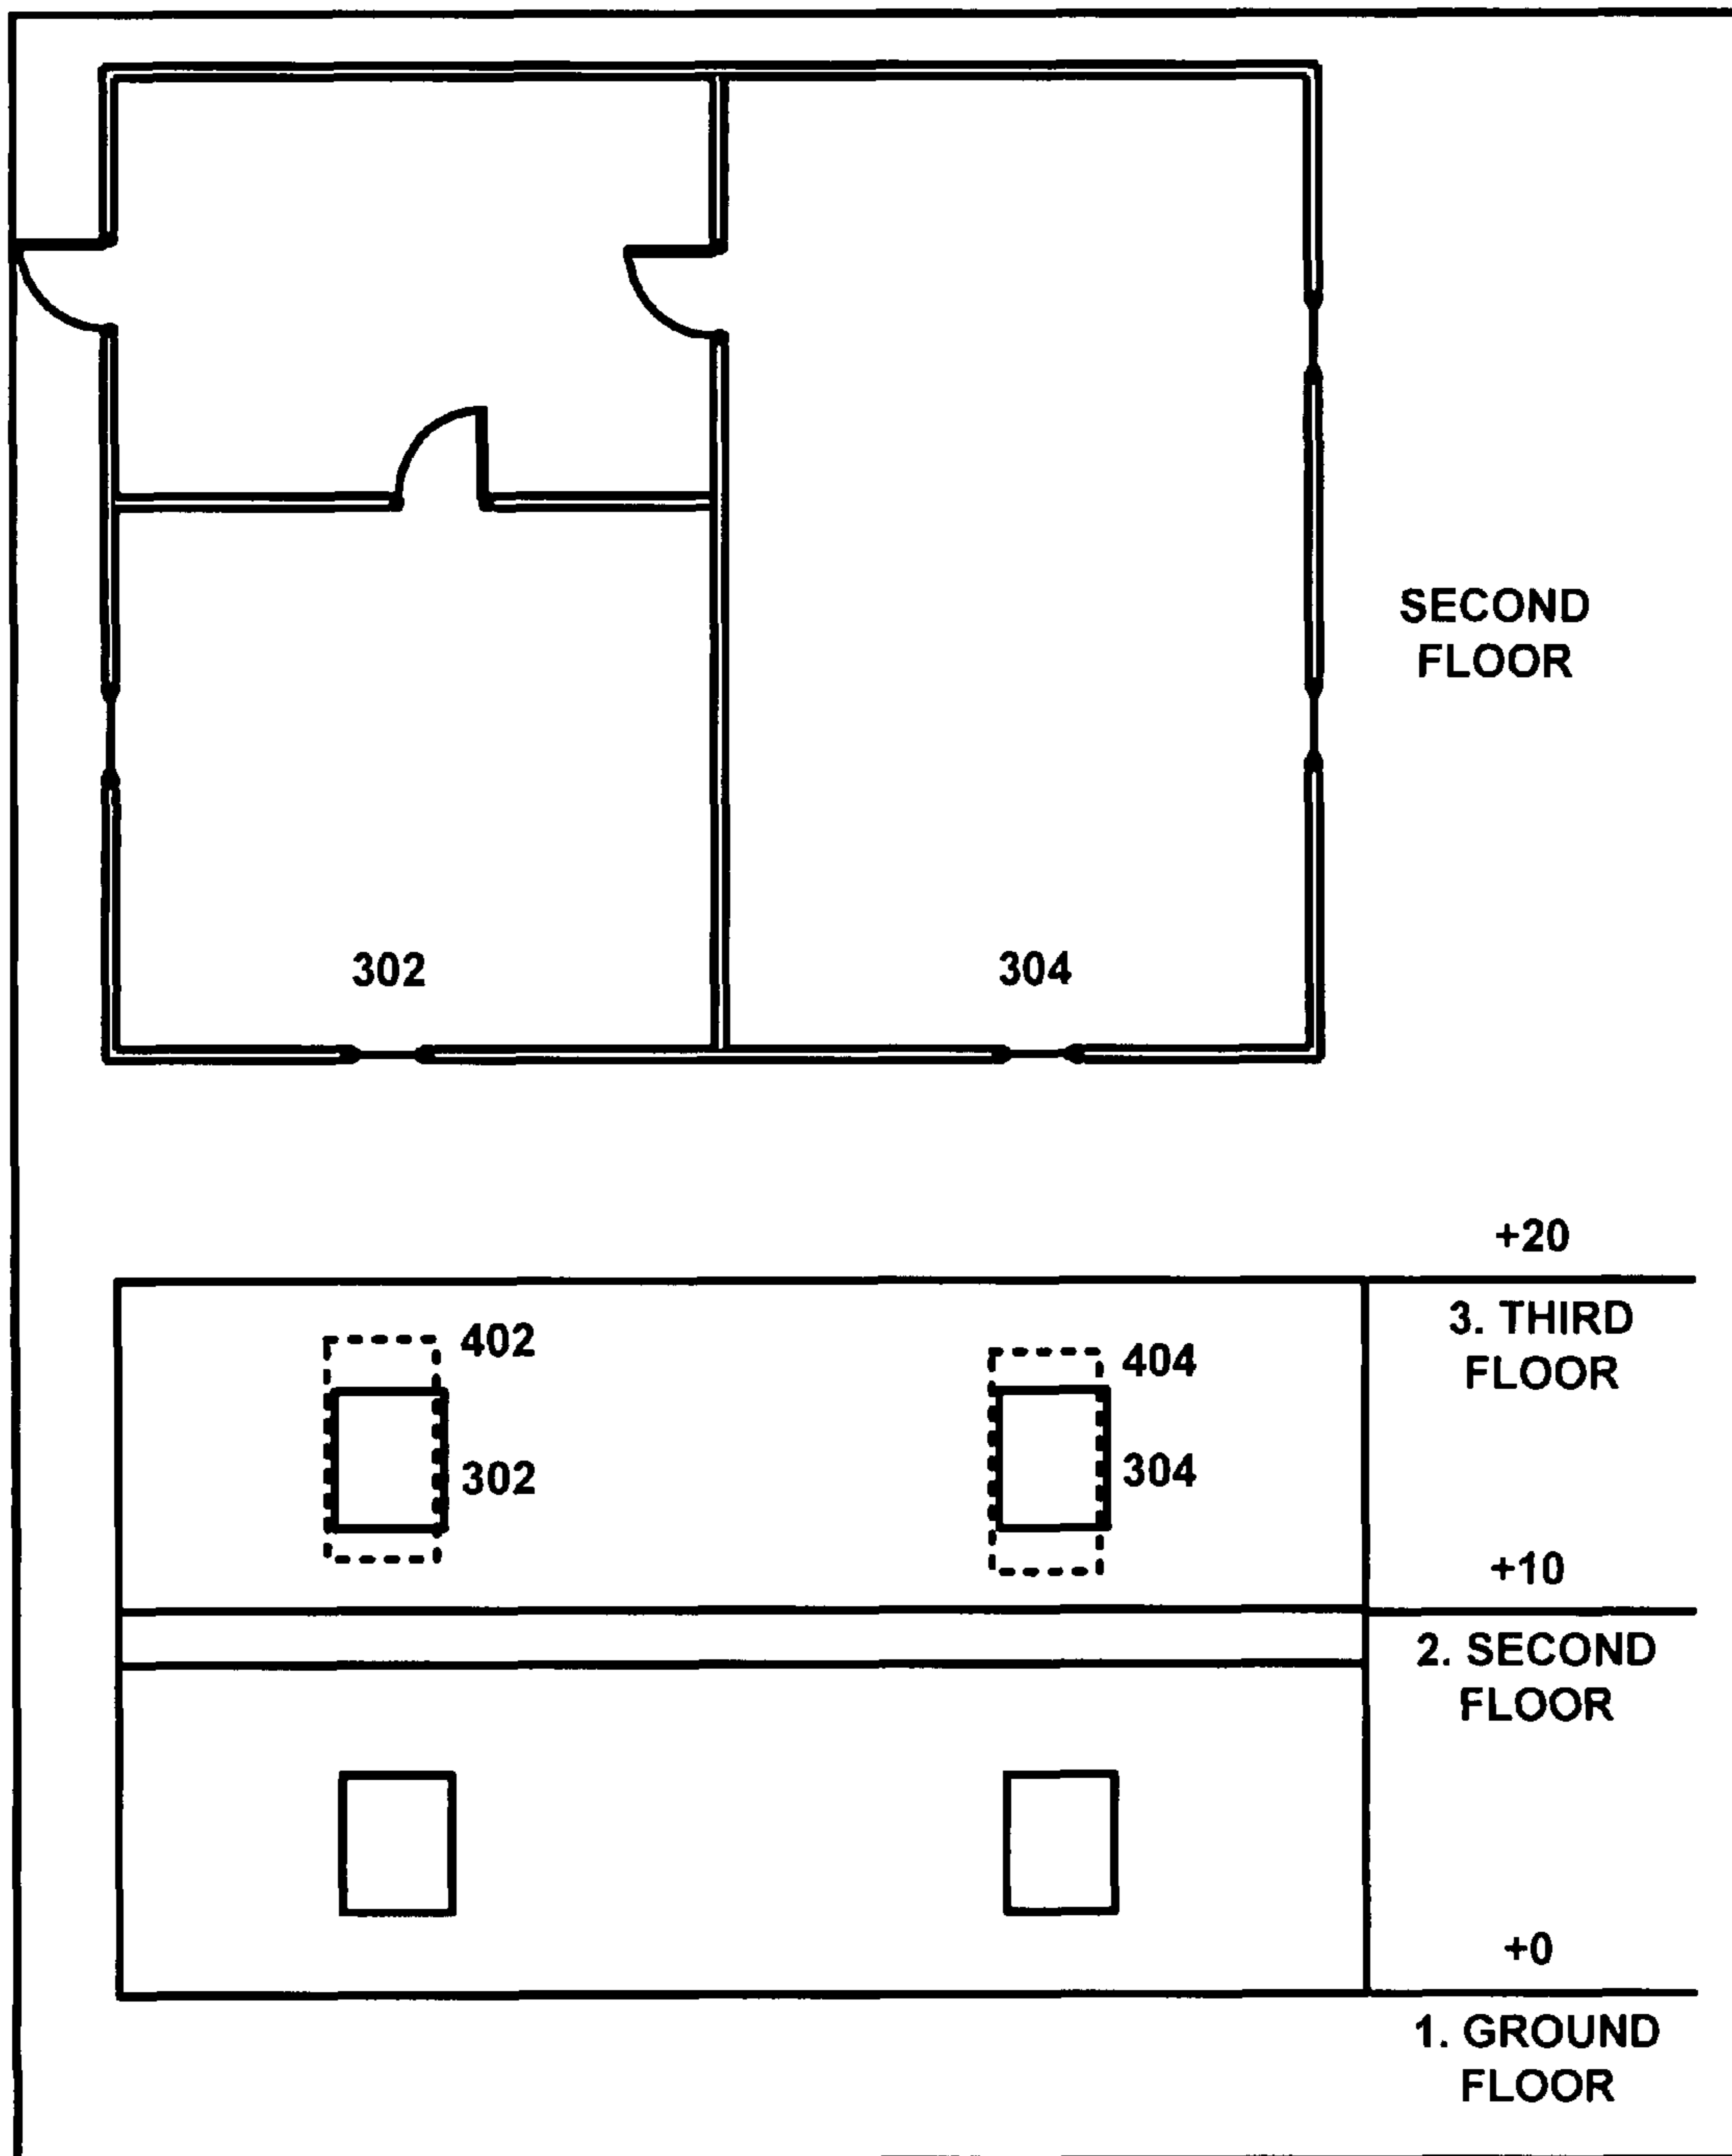 SECOND
FLOOR
302
304
+20
3. THIRD
FLOOR
402
404
302
304
+10
2. SECOND
FLOOR
+0
1. GROUND
FLOOR